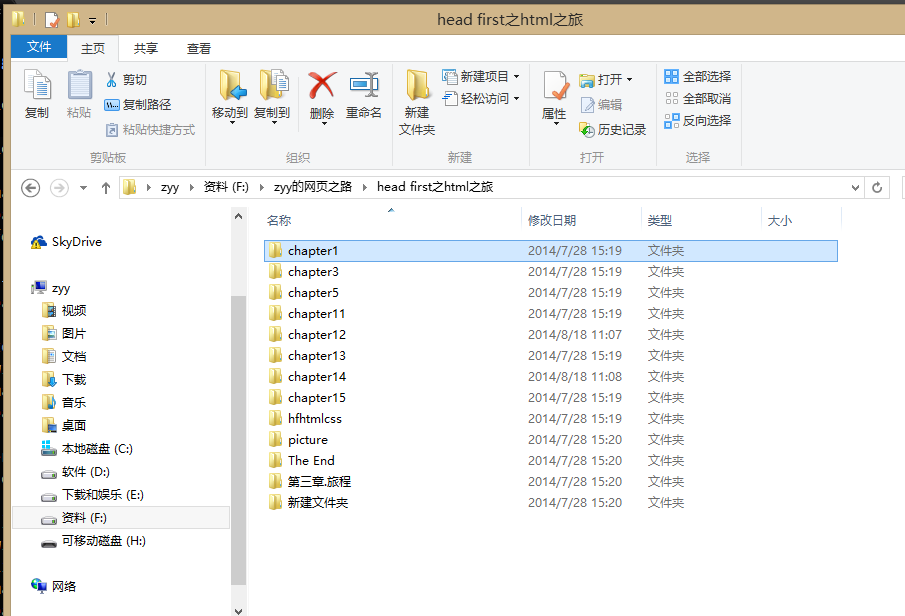 head first之html之旅
文件 主页 共享 查看
复制
粘贴
剪切
复制路径
粘贴快捷方式
剪贴板
移动到
复制到
删除
重命名
组织
新建
文件夹
新建项目
轻松访问
新建
属性
打开
编辑
历史记录
打开
全部选择
全部取消
反向选择
选择
zyy 资料 (F:) zyy的网页之路 head first之html之旅
SkyDrive
zyy
视频
图片
文档
下载
音乐
桌面
本地磁盘 (C:)
软件 (D:)
下载和娱乐 (E:)
资料 (F:)
可移动磁盘 (H:)
网络
名称 修改日期 类型 大小
chapter1 2014/7/28 15:19 文件夹
chapter3 2014/7/28 15:19 文件夹
chapter5 2014/7/28 15:19 文件夹
chapter11 2014/7/28 15:19 文件夹
chapter12 2014/8/18 11:07 文件夹
chapter13 2014/7/28 15:19 文件夹
chapter14 2014/8/18 11:08 文件夹
chapter15 2014/7/28 15:19 文件夹
hfhtmlcss 2014/7/28 15:19 文件夹
picture 2014/7/28 15:20 文件夹
The End 2014/7/28 15:20 文件夹
第三章.旅程 2014/7/28 15:20 文件夹
新建文件夹 2014/7/28 15:20 文件夹